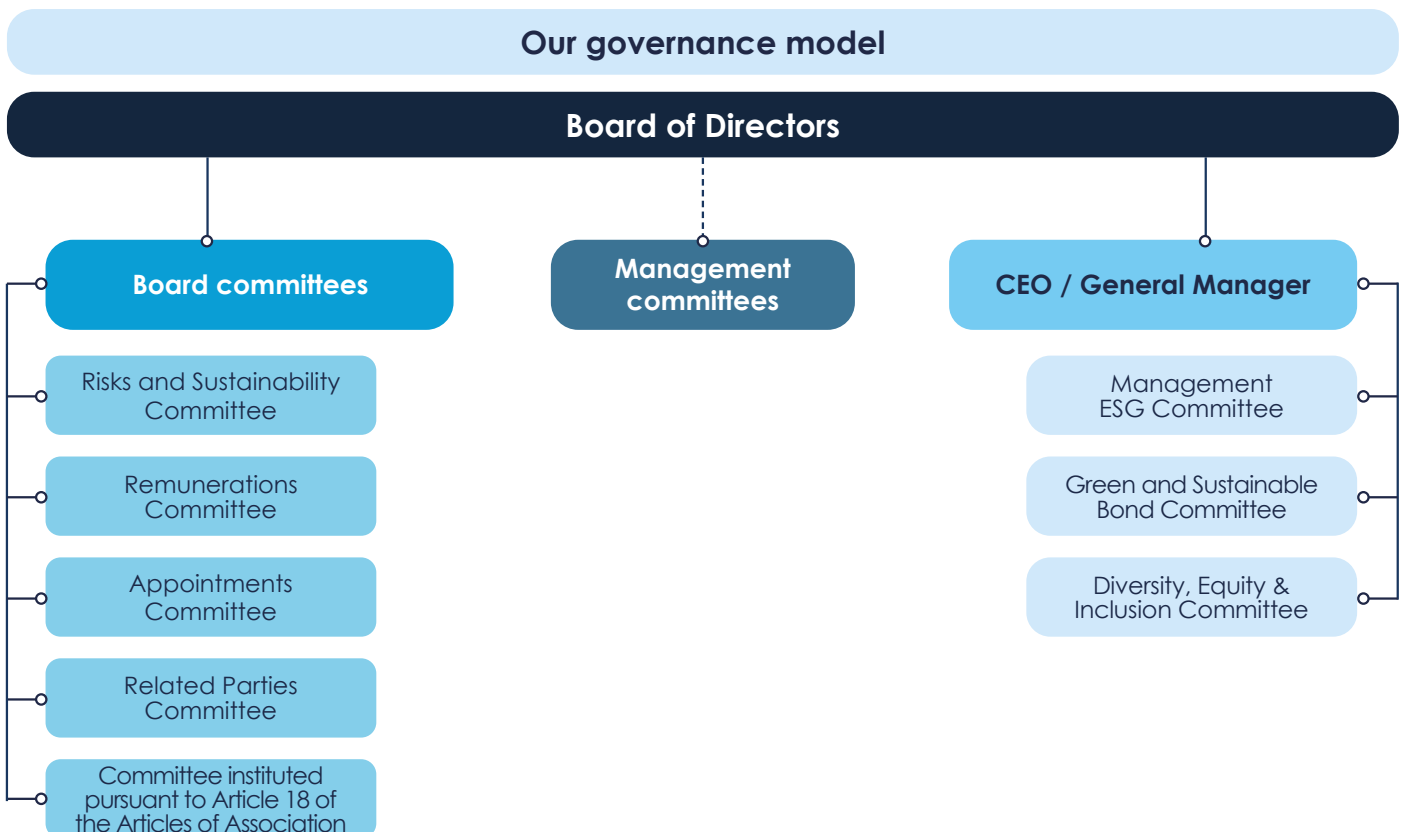 Our governance model
Board of Directors
Board committees
Management
committees
CEO / General Manager
Risks and Sustainability
Committee
Remunerations
Committee
Appointments
Committee
Related Parties
Committee
Committee instituted
pursuant to Article 18 of
the Articles of Association
Management
ESG Committee
Green and Sustainable
Bond Committee
Diversity, Equity &
Inclusion Committee